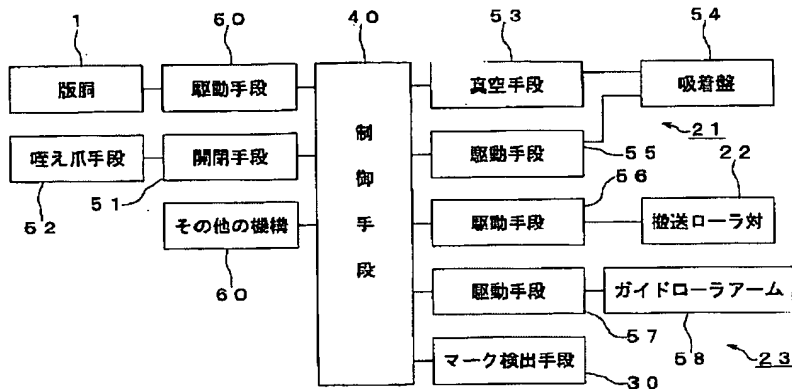 1
60
40
53
54
版胴
駆動手段
真空手段
吸着盤
制御手段
21
咥え爪手段
開閉手段
駆動手段
55
22
52
51
56
その他の機構
駆動手段
搬送ローラ対
60
駆動手段
ガイドローラアーム
57
58
23
マーク検出手段
30